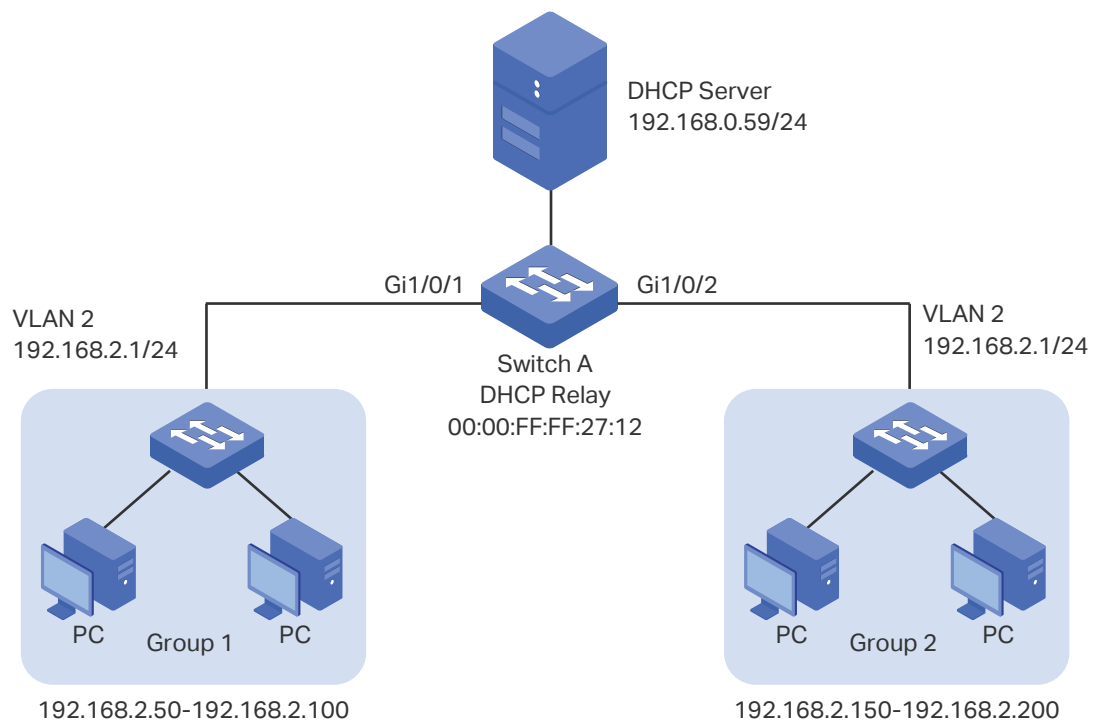 DHCP Server
192.168.0.59/24
Gi1/0/1
Gi1/0/2
VLAN 2
192.168.2.1/24
VLAN 2
192.168.2.1/24
Switch A
DHCP Relay
00:00:FF:FF:27:12
PC
Group 1
PC
PC
Group 2
PC
192.168.2.50-192.168.2.100
192.168.2.150-192.168.2.200